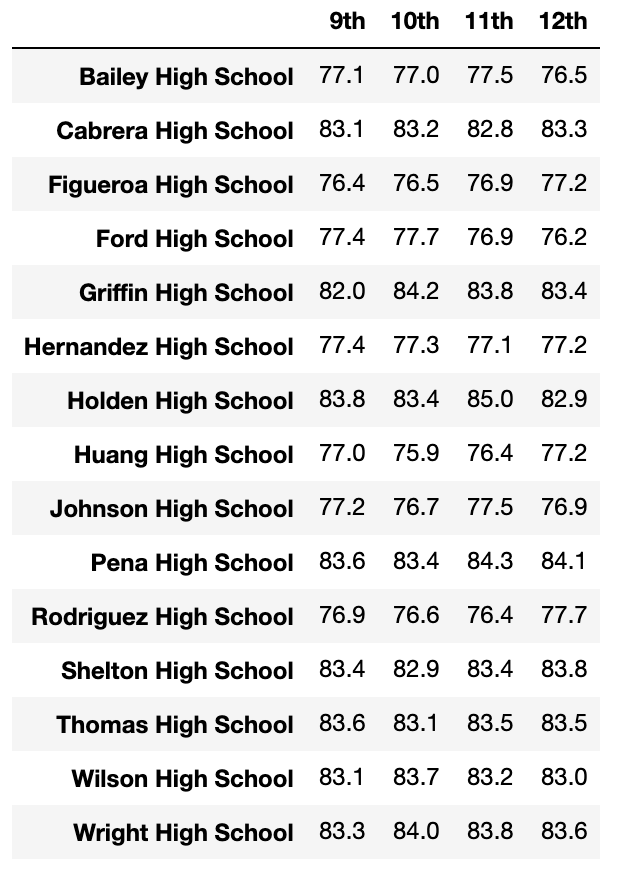 9th 10th 11th 12th
Bailey High School 77.1 77.0 77.5 76.5
Cabrera High School 83.1 83.2 82.8 83.3
Figueroa High School 76.4 76.5 76.9 77.2
Ford High School 77.4 77.7 76.9 76.2
Griffin High School 82.0 84.2 83.8 83.4
Hernandez High School 77.4 77.3 77.1 77.2
Holden High School 83.8 83.4 85.0 82.9
Huang High School 77.0 75.9 76.4 77.2
Johnson High School 77.2 76.7 77.5 76.9
Pena High School 83.6 83.4 84.3 84.1
Rodriguez High School 76.9 76.6 76.4 77.7
Shelton High School 83.4 82.9 83.4 83.8
Thomas High School 83.6 83.1 83.5 83.5
Wilson High School 83.1 83.7 83.2 83.0
Wright High School 83.3 84.0 83.8 83.6